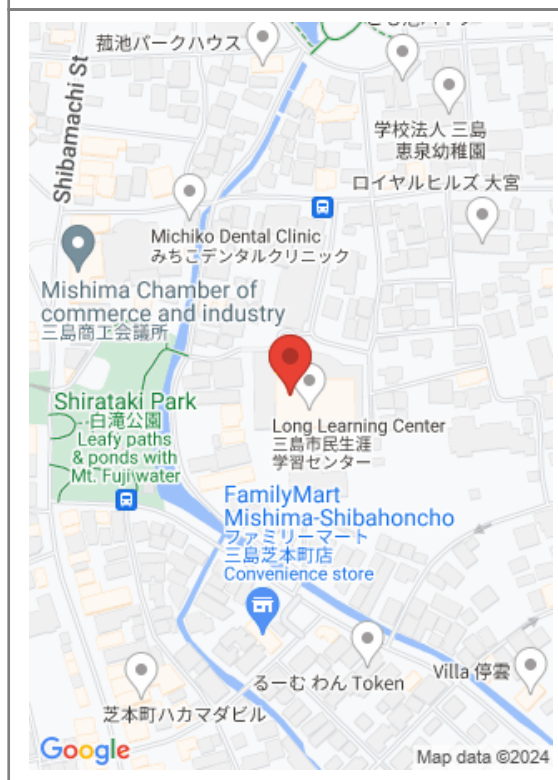 菰池パークハウス
Shibamachi St
学校法人 三島
恵泉幼稚園
ロイヤルヒルズ 大宮
Michiko Dental Clinic
みちこデンタルクリニック
Mishima Chamber of
commerce and industry
三島商工会議所
Shirataki Park
白滝公園
Leafy paths
& ponds with
Mt. Fuji water
Long Learning Center
三島市民生涯
学習センター
FamilyMart
Mishima-Shibahoncho
ファミリーマート
三島芝本町店
Convenience store
Villa 停雲
るーむ わん Token
芝本町ハカマダビル
Google
Map data ©2024